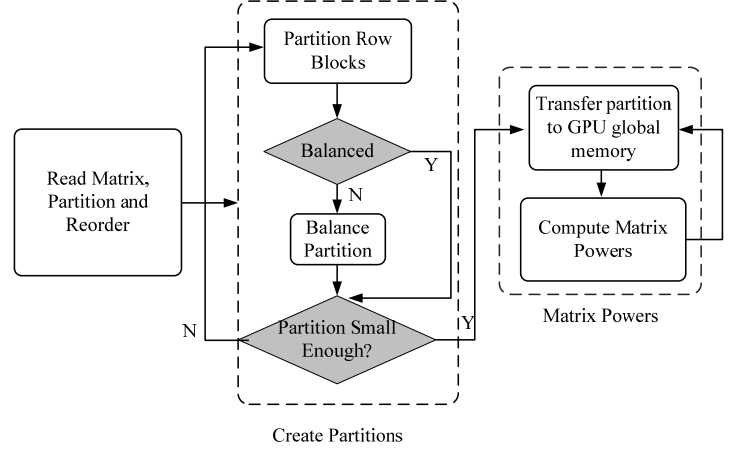 Read Matrix,
Partition and
Reorder
Partition Row
Blocks
Balanced
Y
N
Balance
Partition
Partition Small
Enough?
N
Y
Create Partitions
Transfer partition
to GPU global
memory
Compute Matrix
Powers
Matrix Powers